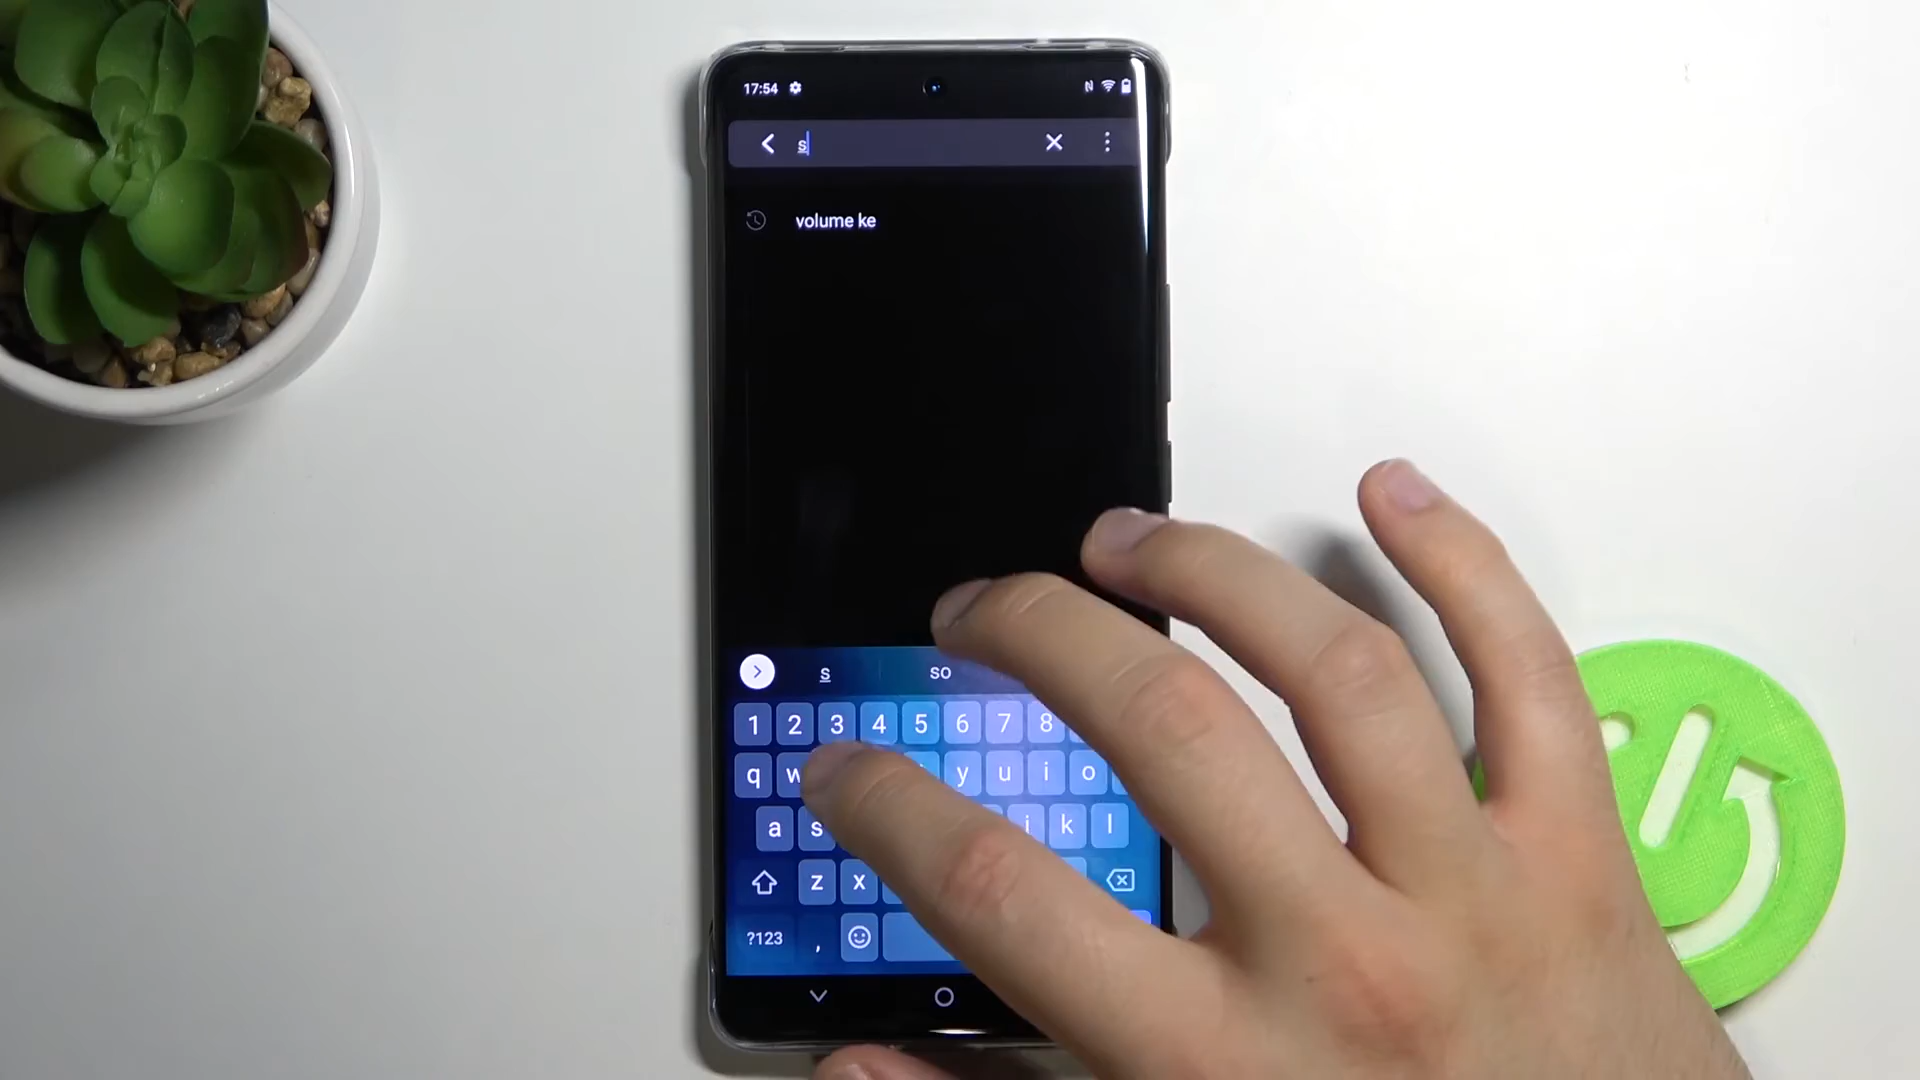 17:54
s
volume ke
s so
1 2 3 4 5 6 7 8
q w y u i o
a s j k l
z x
?123 ,